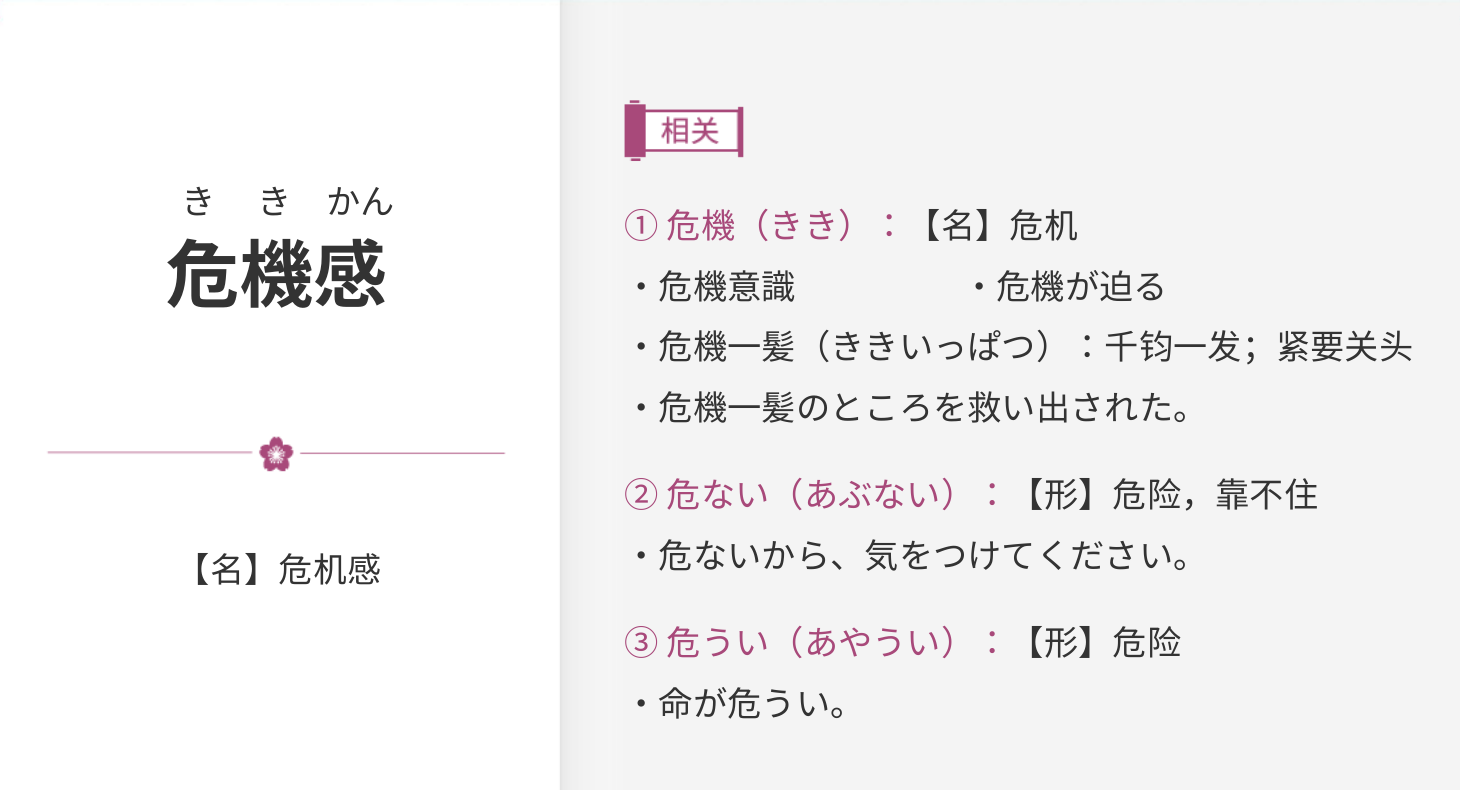 き き かん
危機感
【名】危机感
相关
① 危機（きき）：【名】危机
・危機意識 ・危機が迫る
・危機一髪（ききいっぱつ）：千钧一发；紧要关头
・危機一髪のところを救い出された。
② 危ない（あぶない）：【形】危险，靠不住
・危ないから、気をつけてください。
③ 危うい（あやうい）：【形】危险
・命が危うい。